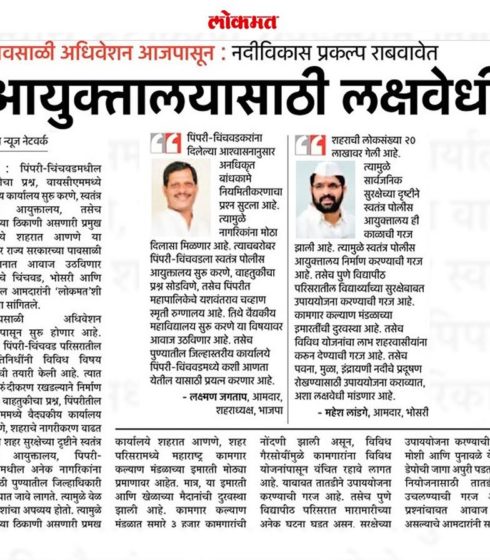 लोकमत
पावसाळी अधिवेशन आजपासून : नदीविकास प्रकल्प राबवावेत
आयुक्तालयासाठी लक्षवेधी
न्यूज नेटवर्क
: पिंपरी-चिंचवडमधील
प्रश्न, वायसीएममध्ये
कार्यालय सुरू करणे, स्वतंत्र
आयुक्तालय, तसेच
ठिकाणी असणारी प्रमुख
शहरात आणणे या
राज्य सरकारच्या पावसाळी
आवाज उठविणार
चिंचवड, भोसरी आणि
आमदारांनी 'लोकमत'शी
सांगितले.
अधिवेशन
सुरू होणार आहे.
पिंपरी-चिंचवड परिसरातील
विविध विषय
तयारी केली आहे. त्यात
रखडल्याने निर्माण
वाहतुकीचा प्रश्न, पिंपरीतील
वैद्यकीय कार्यालय
शहराचे नागरीकरण वाढत
शहर सुरक्षेच्या दृष्टीने स्वतंत्र
आयुक्तालय, पिंपरी-
अनेक नागरिकांना
पुण्यातील जिल्हाधिकारी
जावे लागते. त्यामुळे वेळ
अपव्यय होतो. त्यामुळे
ठिकाणी असणारी प्रमुख
पिंपरी-चिंचवडकरांना
दिलेल्या आश्वासनानुसार
अनधिकृत
बांधकामे
नियमितीकरणाचा
प्रश्न सुटला आहे.
त्यामुळे
नागरिकांना मोठा
दिलासा मिळणार आहे. त्याचबरोबर
पिंपरी-चिंचवडला स्वतंत्र पोलीस
आयुक्तालय सुरू करणे, वाहतुकीचा
प्रश्न सोडविणे, तसेच पिंपरीत
महापालिकेचे यशवंतराव चव्हाण
स्मृती रुग्णालय आहे. तिथे वैद्यकीय
महाविद्यालय सुरू करणे या विषयावर
आवाज उठविणार आहे. तसेच
पुण्यातील जिल्हास्तरीय कार्यालये
पिंपरी-चिंचवडमध्ये कशी आणता
येतील यासाठी प्रयत्न करणार आहे.
- लक्ष्मण जगताप, आमदार,
शहराध्यक्ष, भाजपा
शहराची लोकसंख्या २०
लाखावर गेली आहे.
त्यामुळे
सार्वजनिक
सुरक्षेच्या दृष्टीने
स्वतंत्र पोलीस
आयुक्तालय ही
काळाची गरज
झाली आहे. त्यामुळे स्वतंत्र पोलीस
आयुक्तालय निर्माण करण्याची गरज
आहे. तसेच पुणे विद्यापीठ
परिसरातील विद्यार्थ्यांच्या सुरक्षेबाबत
उपाययोजना करण्याची गरज आहे.
कामगार कल्याण मंडळाच्या
इमारतींची दुरवस्था आहे. तसेच
विविध योजनांचा लाभ शहरवासीयांना
करून देण्याची गरज आहे. तसेच
पवना, मुळा, इंद्रायणी नदीचे प्रदूषण
रोखण्यासाठी उपाययोजना कराव्यात,
अशा लक्षवेधी मांडणार आहे.
- महेश लांडगे, आमदार, भोसरी
कार्यालये शहरात आणणे, शहर
परिसरामध्ये महाराष्ट्र कामगार
कल्याण मंडळाच्या इमारती मोठ्या
प्रमाणावर आहेत. मात्र, या इमारती
आणि खेळाच्या मैदानांची दुरवस्था
झाली आहे. कामगार कल्याण
मंडळात सुमारे ३ हजार कामगारांची
नोंदणी झाली असून, विविध
गैरसोयींमुळे कामगारांना विविध
योजनांपासून वंचित रहावे लागत
आहे. याबाबत तातडीने उपाययोजना
करण्याची गरज आहे. तसेच पुणे
विद्यापीठ परिसरात मारामारीच्या
अनेक घटना घडत असन. सरक्षेच्या
उपाययोजना करण्याची
मोशी आणि पुनावळे
डेपोची जागा अपुरी पडत
नियोजनासाठी तातडी
उचलण्याची गरज
प्रश्नांबाबत आवाज
असल्याचे आमदारांनी